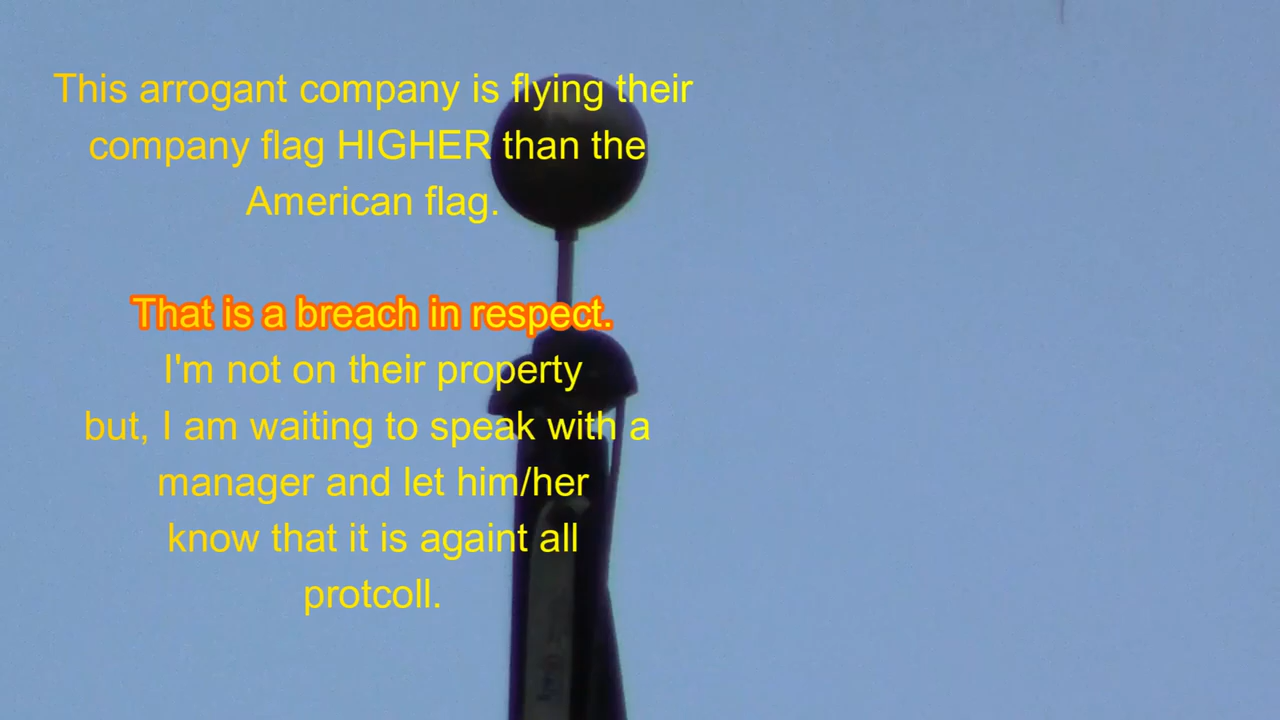 This arrogant company is flying their
company flag HIGHER than the
American flag.
That is a breach in respect.
I'm not on their property
but, I am waiting to speak with a
manager and let him/her
know that it is againt all
protcoll.